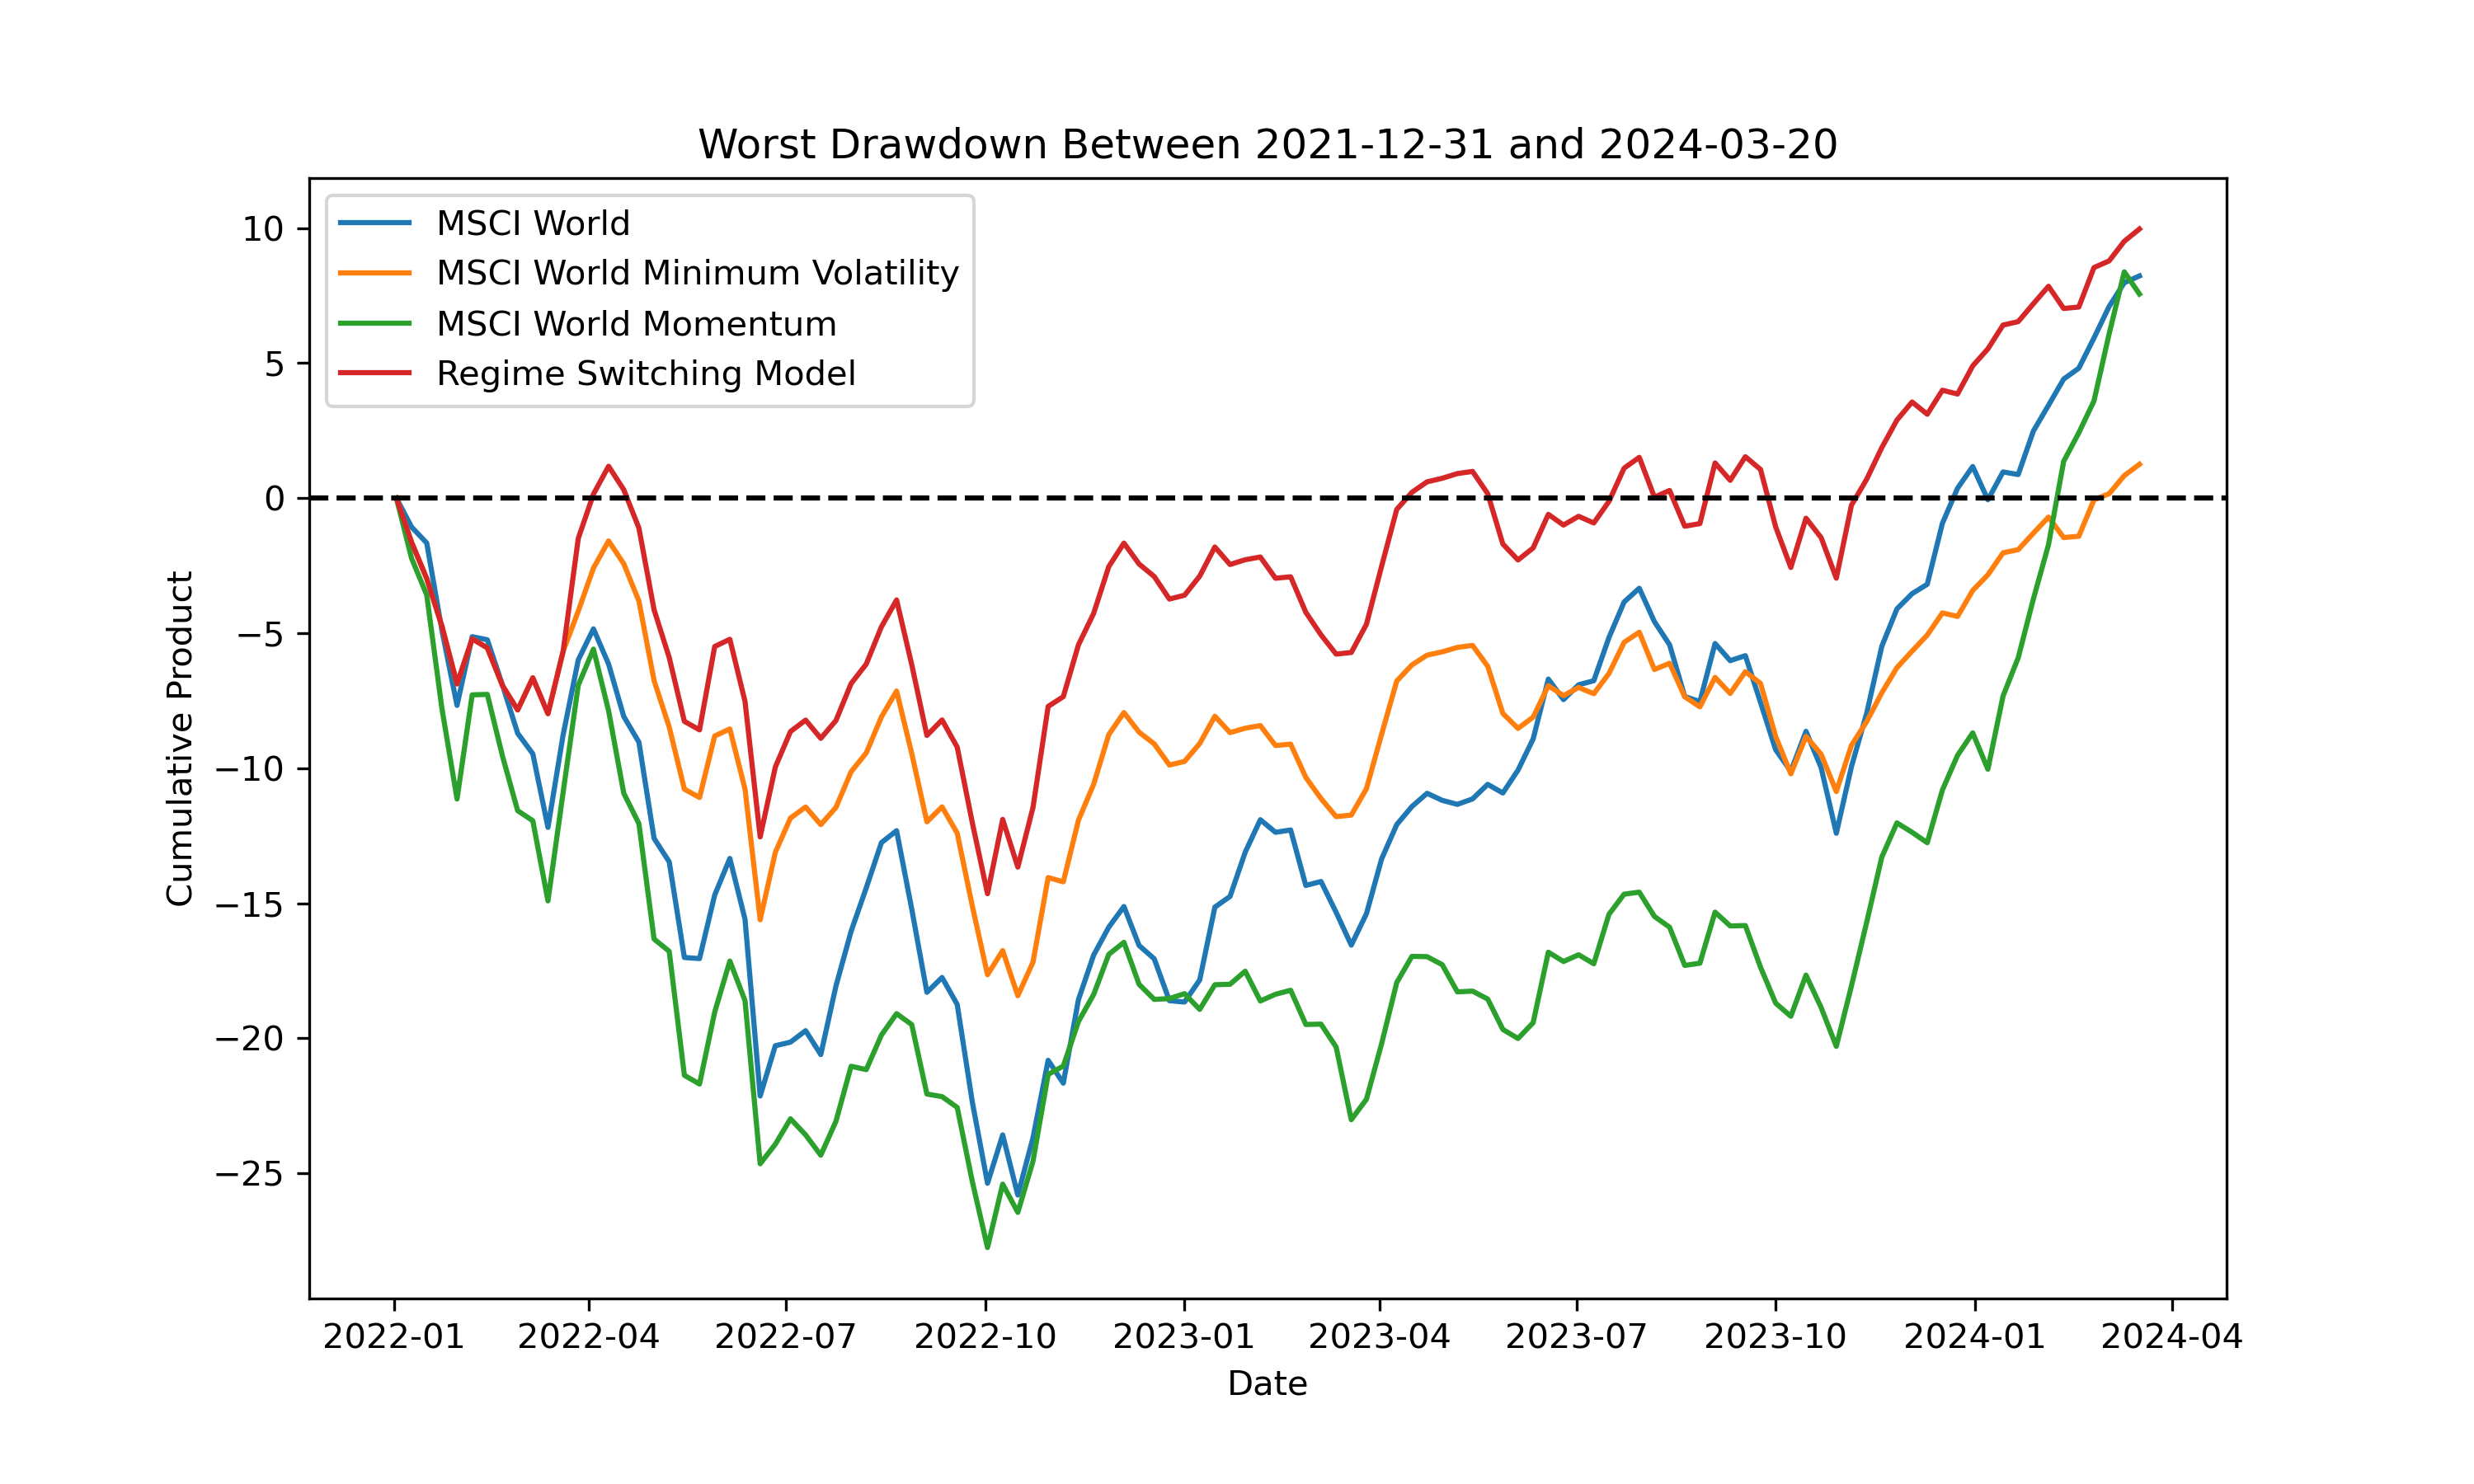 Worst Drawdown Between 2021-12-31 and 2024-03-20
MSCI World
MSCI World Minimum Volatility
MSCI World Momentum
Regime Switching Model
10
5
0
−5
−10
−15
−20
−25
Cumulative Product
2022-01 2022-04 2022-07 2022-10 2023-01 2023-04 2023-07 2023-10 2024-01 2024-04
Date